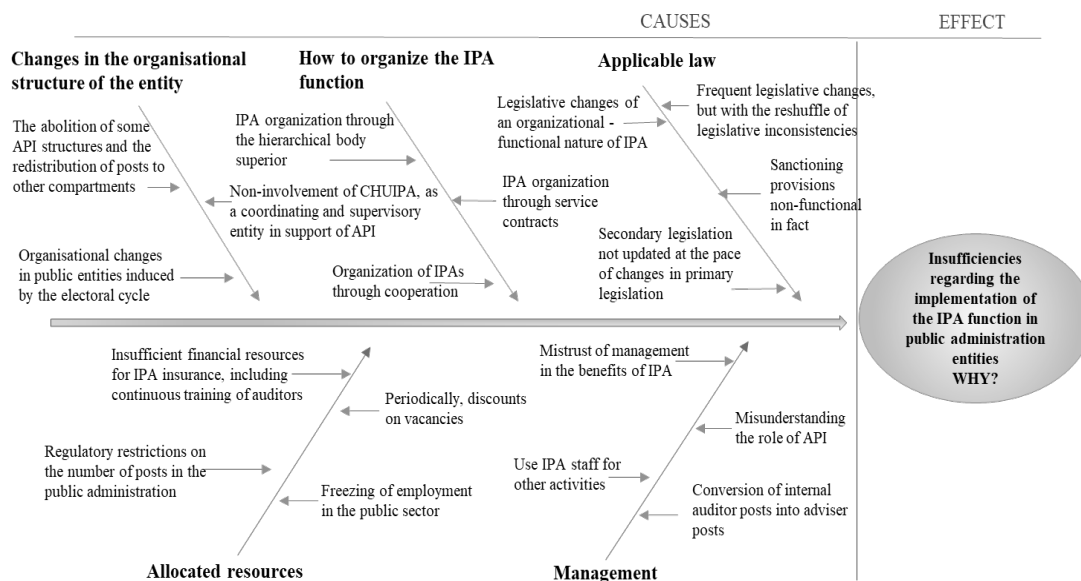 CAUSES
EFFECT
Changes in the organisational
structure of the entity
How to organize the IPA
function
Applicable law
The abolition of some
API structures and the
redistribution of posts to
other compartments
Non-involvement of CHUIPA, as
a coordinating and supervisory
entity in support of API
Organisational changes
in public entities induced
by the electoral cycle
IPA organization through
the hierarchical body
superior
IPA organization
through service
contracts
Organization of IPAs
through cooperation
Legislative changes of
an organizational -
functional nature of IPA
Frequent legislative changes,
but with the reshuffle of
legislative inconsistencies
Sanctioning
provisions
non-functional
in fact
Secondary legislation
not updated at the pace
of changes in primary
legislation
Insufficiencies
regarding the
implementation of
the IPA function in
public administration
entities
WHY?
Insufficient financial resources
for IPA insurance, including
continuous training of auditors
Periodically, discounts
on vacancies
Regulatory restrictions on
the number of posts in the
public administration
Freezing of employment
in the public sector
Mistrust of management
in the benefits of IPA
Misunderstanding
the role of API
Use IPA staff for
other activities
Conversion of internal
auditor posts into adviser
posts
Allocated resources
Management